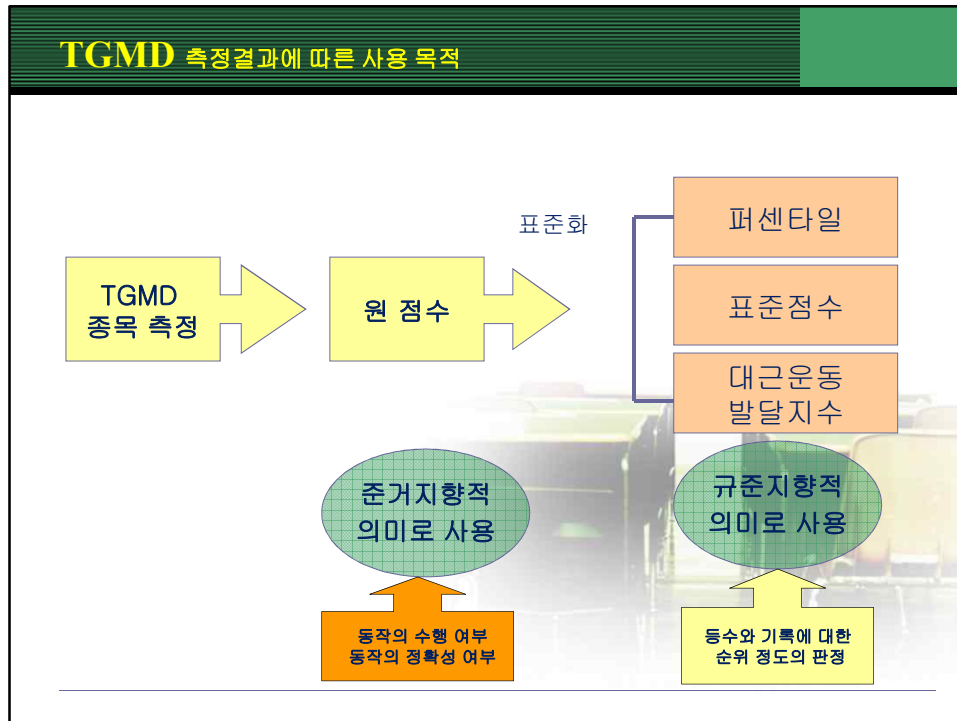 TGMD 측정결과에 따른 사용 목적
표준화
TGMD
종목 측정
원 점수
퍼센타일
표준점수
대근운동
발달지수
준거지향적
의미로 사용
규준지향적
의미로 사용
동작의 수행 여부
동작의 정확성 여부
등수와 기록에 대한
순위 정도의 판정